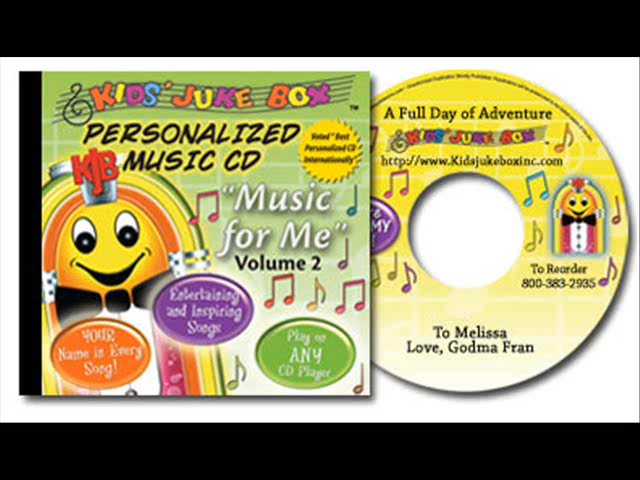 KIDS' JUKE BOX
™
PERSONALIZED
MUSIC CD
KJB
Voted " Best
Personalized CD
Internationally"
"Music
for Me"
Volume 2
Entertaining
and Inspiring
Songs
YOUR
Name in Every
Song!
Play on
ANY
CD Player
A Full Day of Adventure
KIDS' JUKE BOX
http://www.Kidsjukeboxinc.com
To Reorder
800-383-2935
To Melissa
Love, Godma Fran